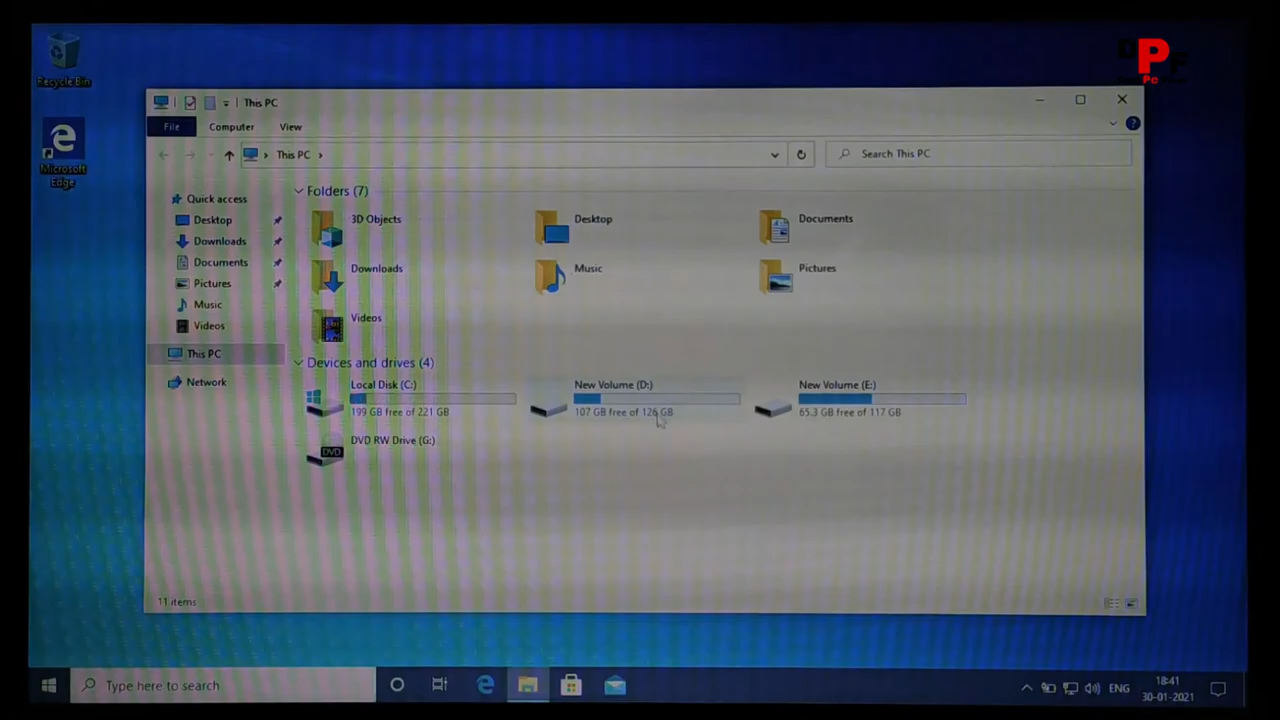 Recycle Bin
Microsoft
Edge
P
Pc
This PC
File
Computer
View
This PC
Search This PC
Quick access
Desktop
Downloads
Documents
Pictures
Music
Videos
This PC
Network
Folders (7)
3D Objects
Desktop
Documents
Downloads
Music
Pictures
Videos
Devices and drives (4)
Local Disk (C:)
199 GB free of 221 GB
New Volume (D:)
107 GB free of 126 GB
New Volume (E:)
65.3 GB free of 117 GB
DVD
DVD RW Drive (G:)
11 items
Type here to search
ENG
18:41
30-01-2021